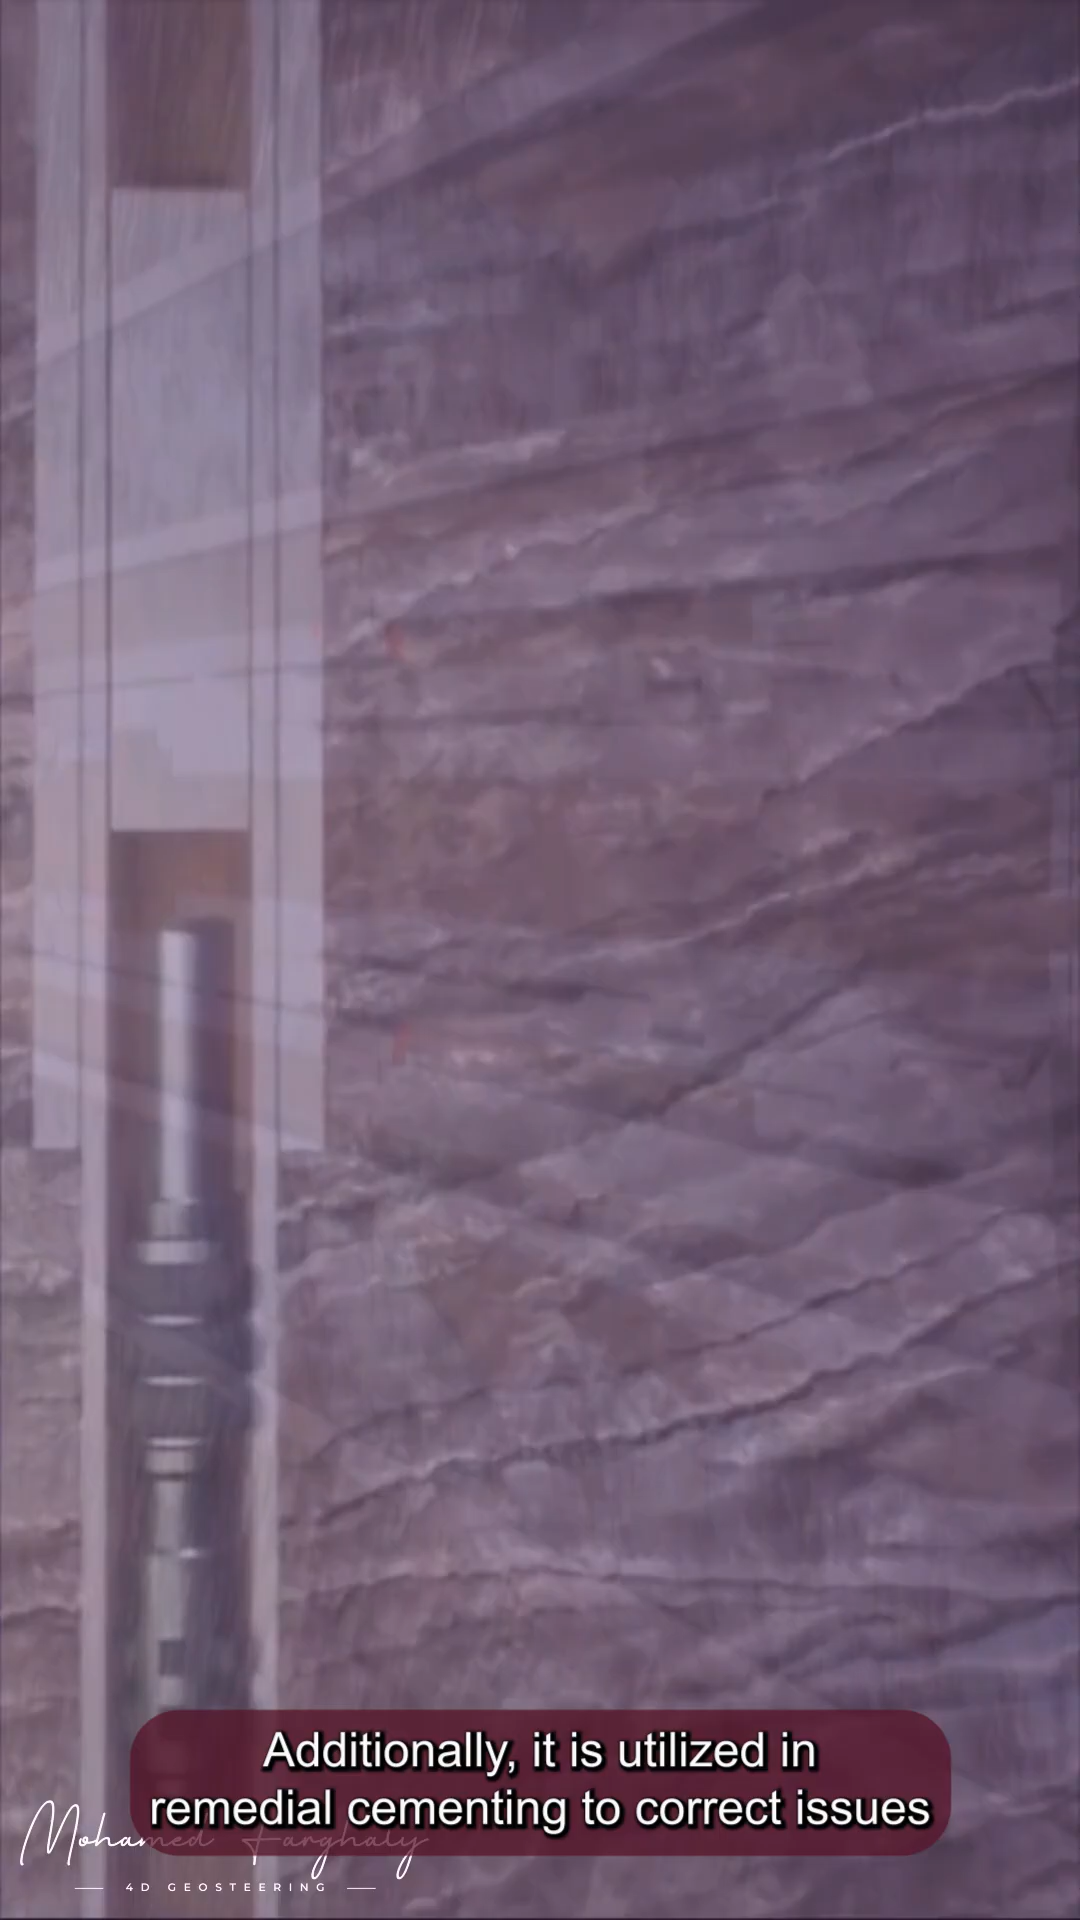 Additionally, it is utilized in
remedial cementing to correct issues
Mohamed Farghaly
4D GEOSTEERING